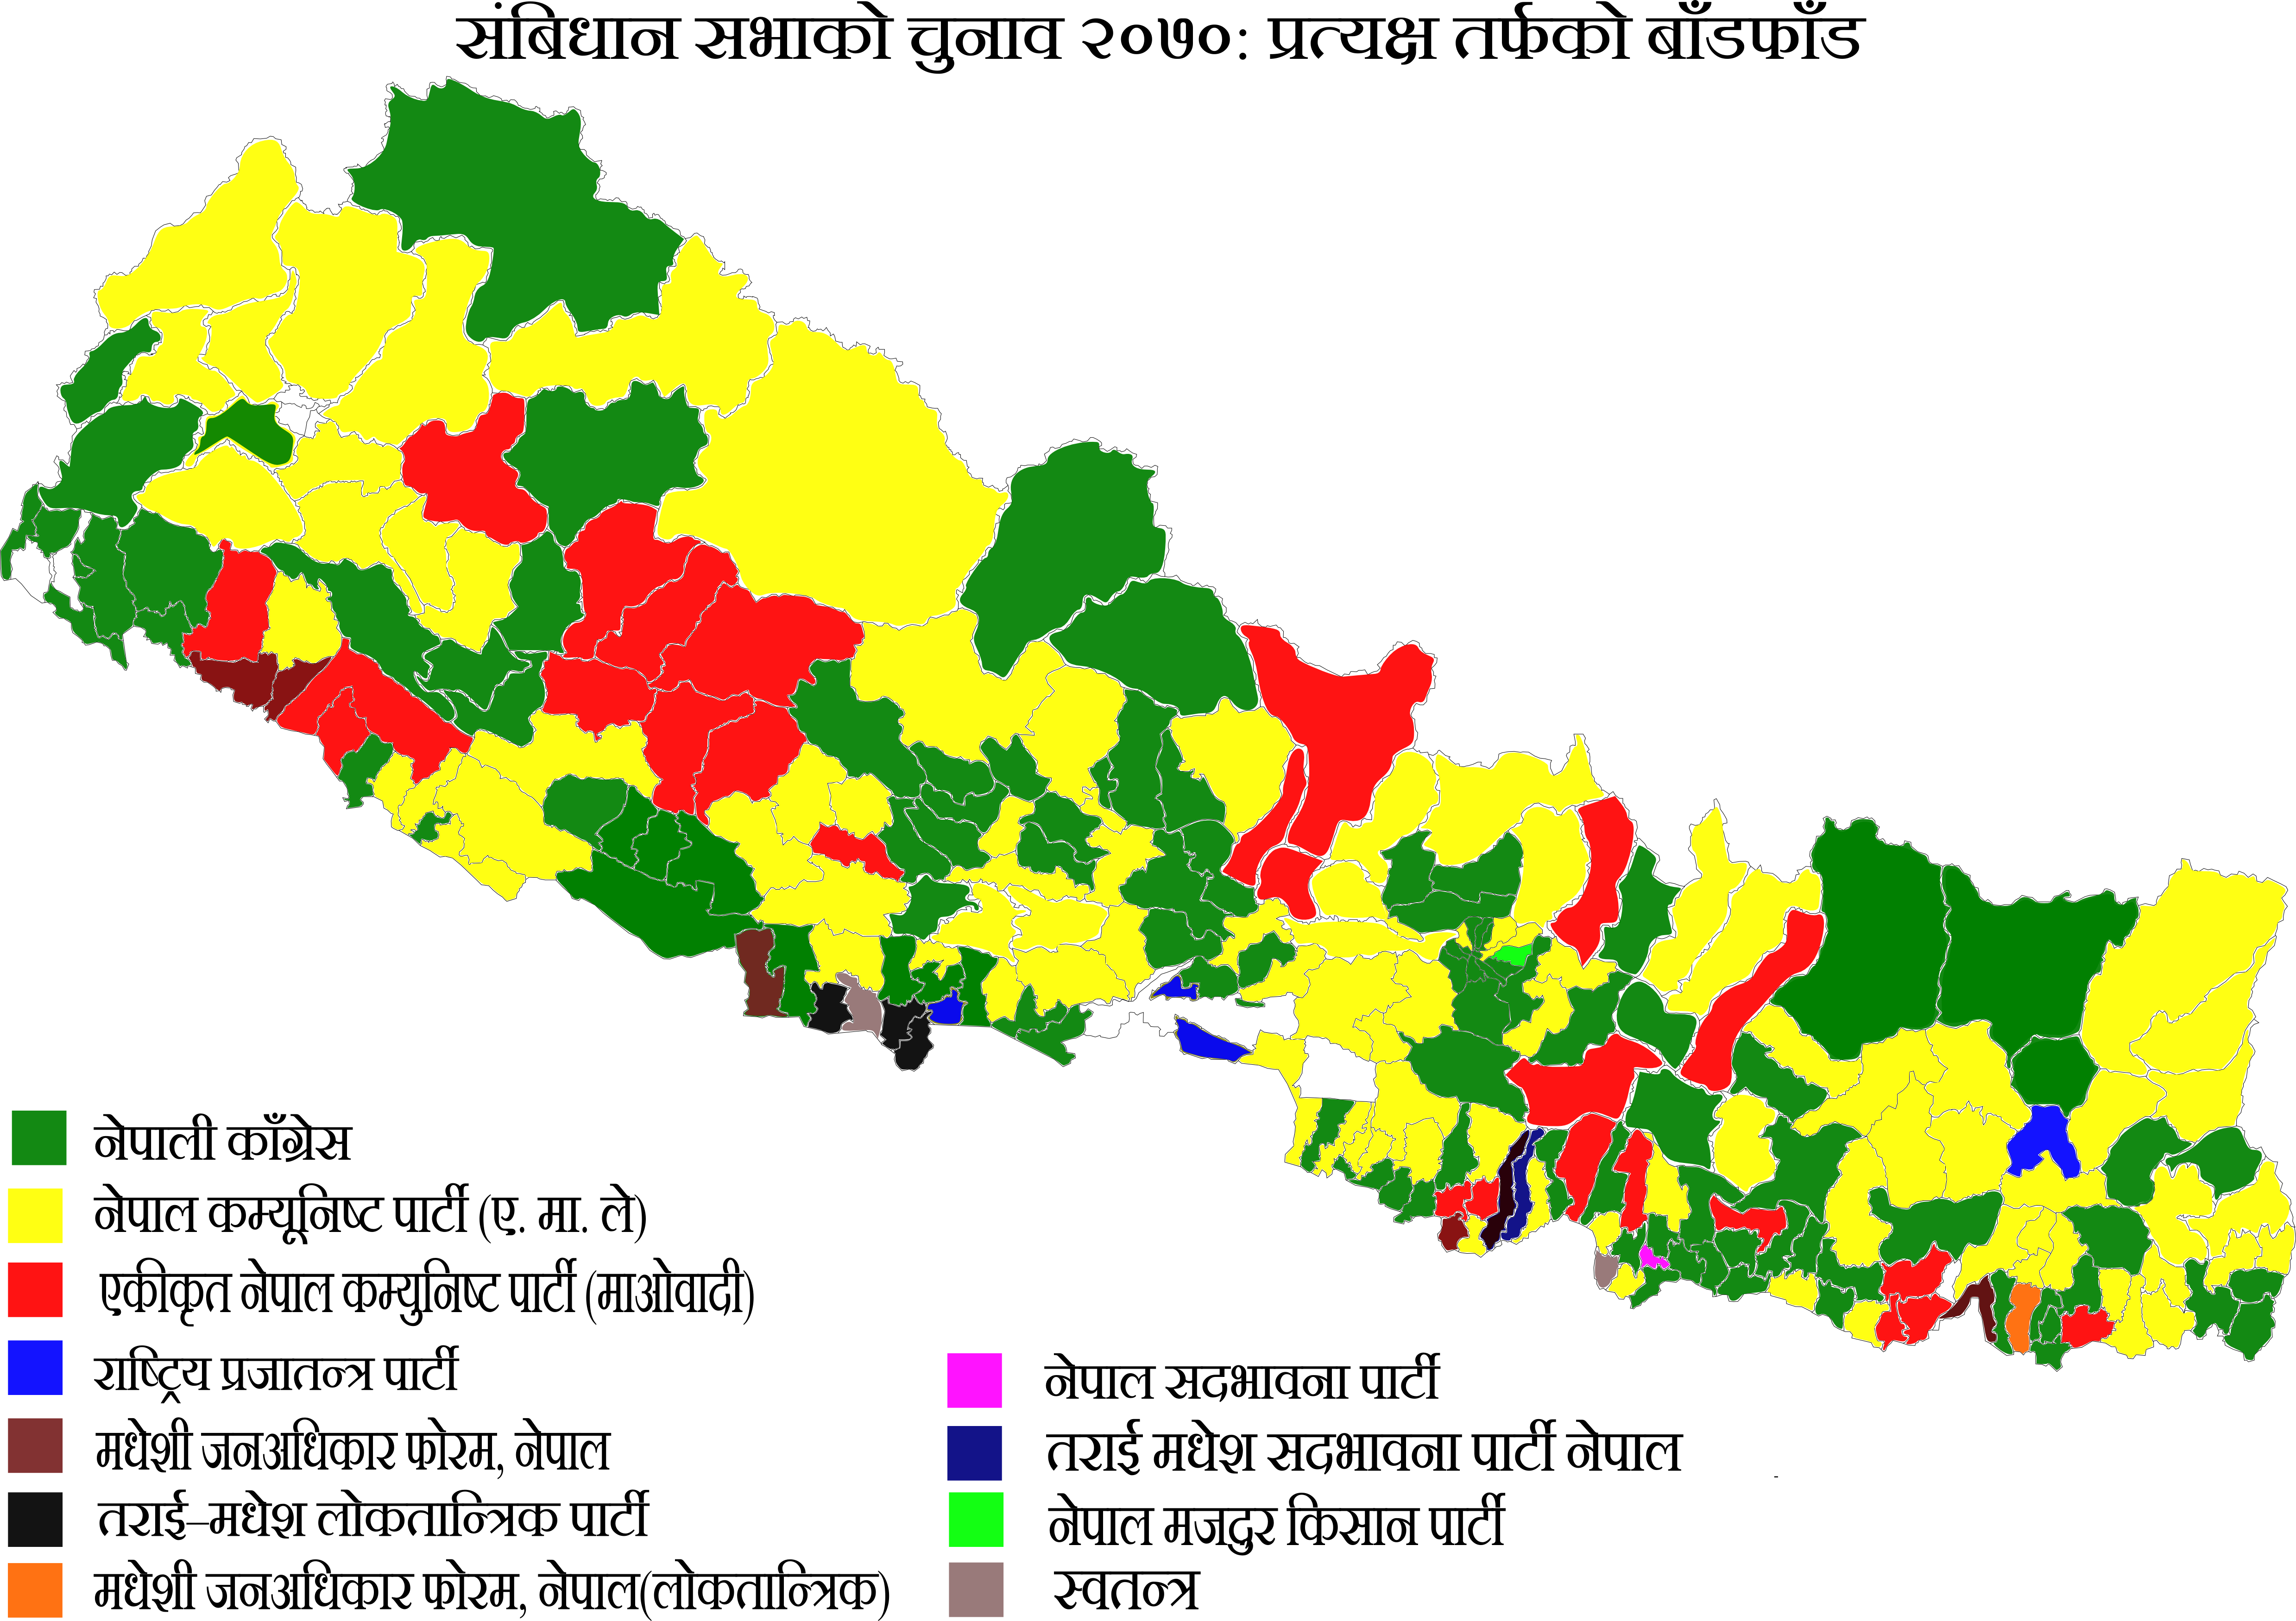 संबिधान सभाको चुनाव २०७०: प्रत्यक्ष तर्फको बाँडफाँड
नेपाली काँग्रेस
नेपाल कम्यूनिष्ट पार्टी (ए. मा. ले)
एकीकृत नेपाल कम्युनिष्ट पार्टी (माओवादी)
राष्ट्रिय प्रजातन्त्र पार्टी
मधेशी जनअधिकार फोरम, नेपाल
तराई–मधेश लोकतान्त्रिक पार्टी
मधेशी जनअधिकार फोरम, नेपाल(लोकतान्त्रिक)
नेपाल सदभावना पार्टी
तराई मधेश सदभावना पार्टी नेपाल
नेपाल मजदुर किसान पार्टी
स्वतन्त्र